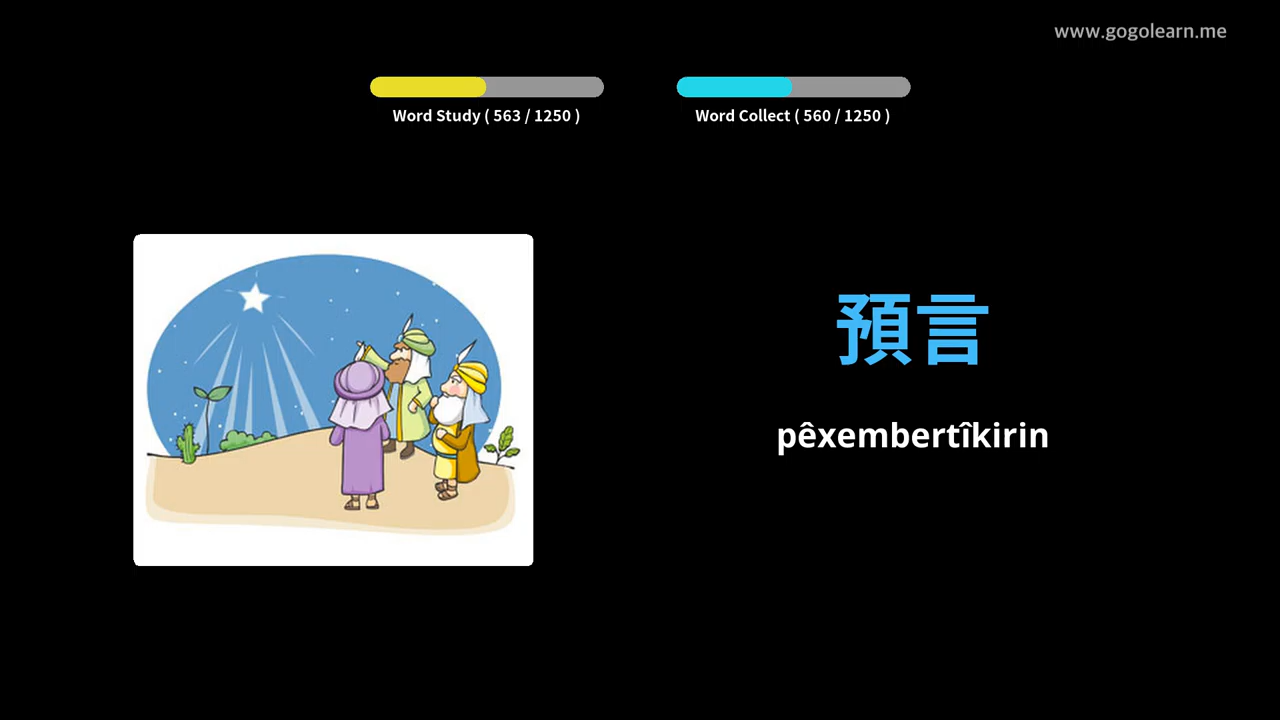 www.gogolearn.me
Word Study ( 563 / 1250 )
Word Collect ( 560 / 1250 )
預言
pêxembertîkirin